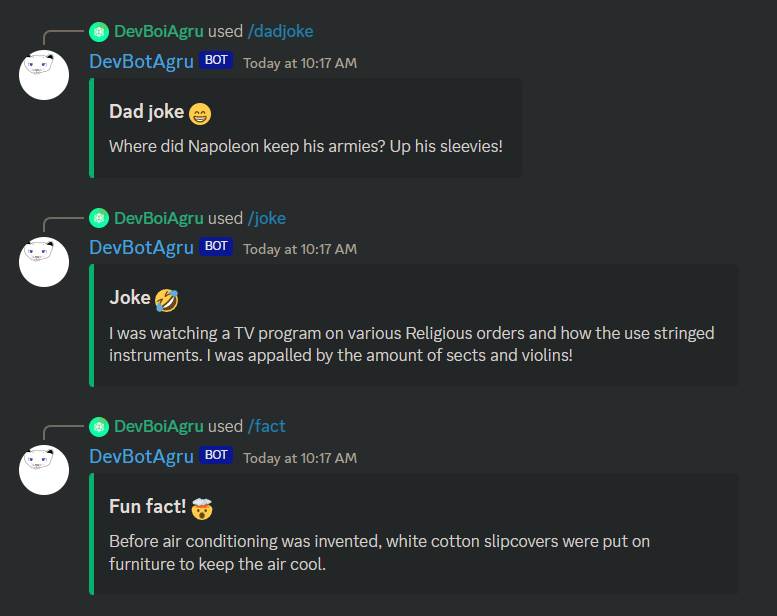 DevBoiAgru used /dadjoke
DevBotAgru BOT Today at 10:17 AM
Dad joke 😁
Where did Napoleon keep his armies? Up his sleevies!
DevBoiAgru used /joke
DevBotAgru BOT Today at 10:17 AM
Joke 🤣
I was watching a TV program on various Religious orders and how the use stringed
instruments. I was appalled by the amount of sects and violins!
DevBoiAgru used /fact
DevBotAgru BOT Today at 10:17 AM
Fun fact! 🤯
Before air conditioning was invented, white cotton slipcovers were put on
furniture to keep the air cool.